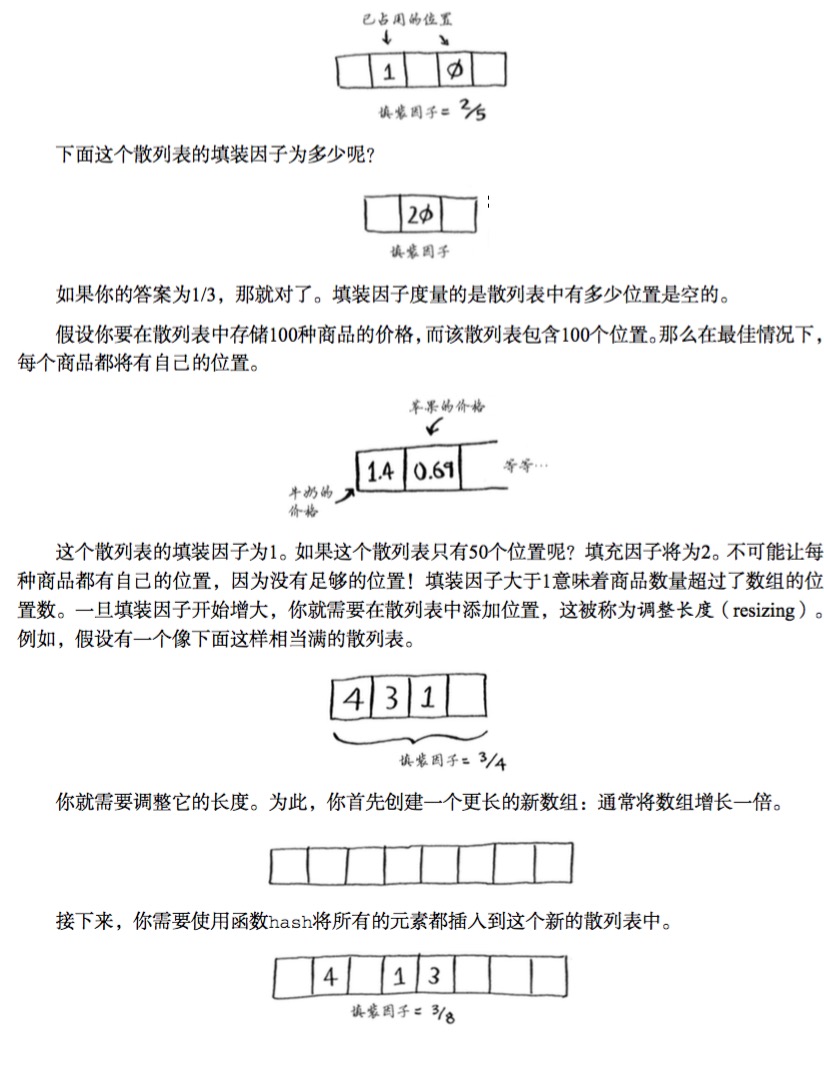 已占用的位置
1 0
填装因子 = 2/5
下面这个散列表的填装因子为多少呢?
20
填装因子
如果你的答案为1/3，那就对了。填装因子度量的是散列表中有多少位置是空的。
假设你要在散列表中存储100种商品的价格，而该散列表包含100个位置。那么在最佳情况下，
每个商品都将有自己的位置。
苹果的价格
1.4 0.69 等等…
牛奶的
价格
这个散列表的填装因子为1。如果这个散列表只有50个位置呢？填充因子将为2。不可能让每
种商品都有自己的位置，因为没有足够的位置！填装因子大于1意味着商品数量超过了数组的位
置数。一旦填装因子开始增大，你就需要在散列表中添加位置，这被称为调整长度（resizing）。
例如，假设有一个像下面这样相当满的散列表。
4 3 1
填装因子 = 3/4
你就需要调整它的长度。为此，你首先创建一个更长的新数组：通常将数组增长一倍。
接下来，你需要使用函数hash将所有的元素都插入到这个新的散列表中。
4 1 3
填装因子 = 3/8